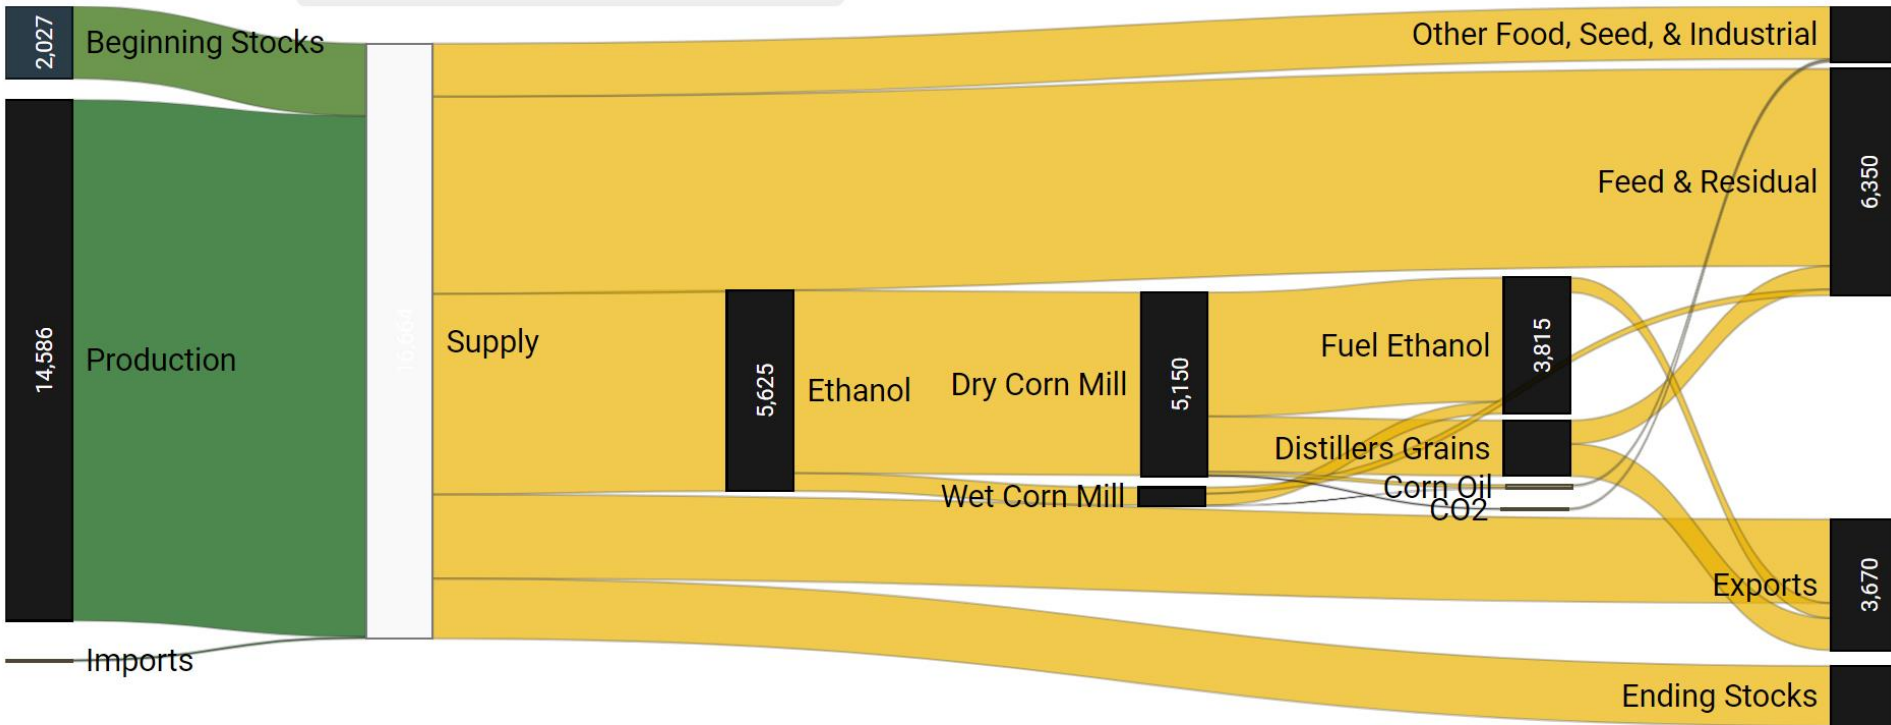 2,027
Beginning Stocks
14,586
Production
Imports
16,664
Supply
5,625
Ethanol
Dry Corn Mill
5,150
Wet Corn Mill
Fuel Ethanol
3,815
Distillers Grains
Corn Oil
CO2
Other Food, Seed, & Industrial
Feed & Residual
6,350
Exports
3,670
Ending Stocks